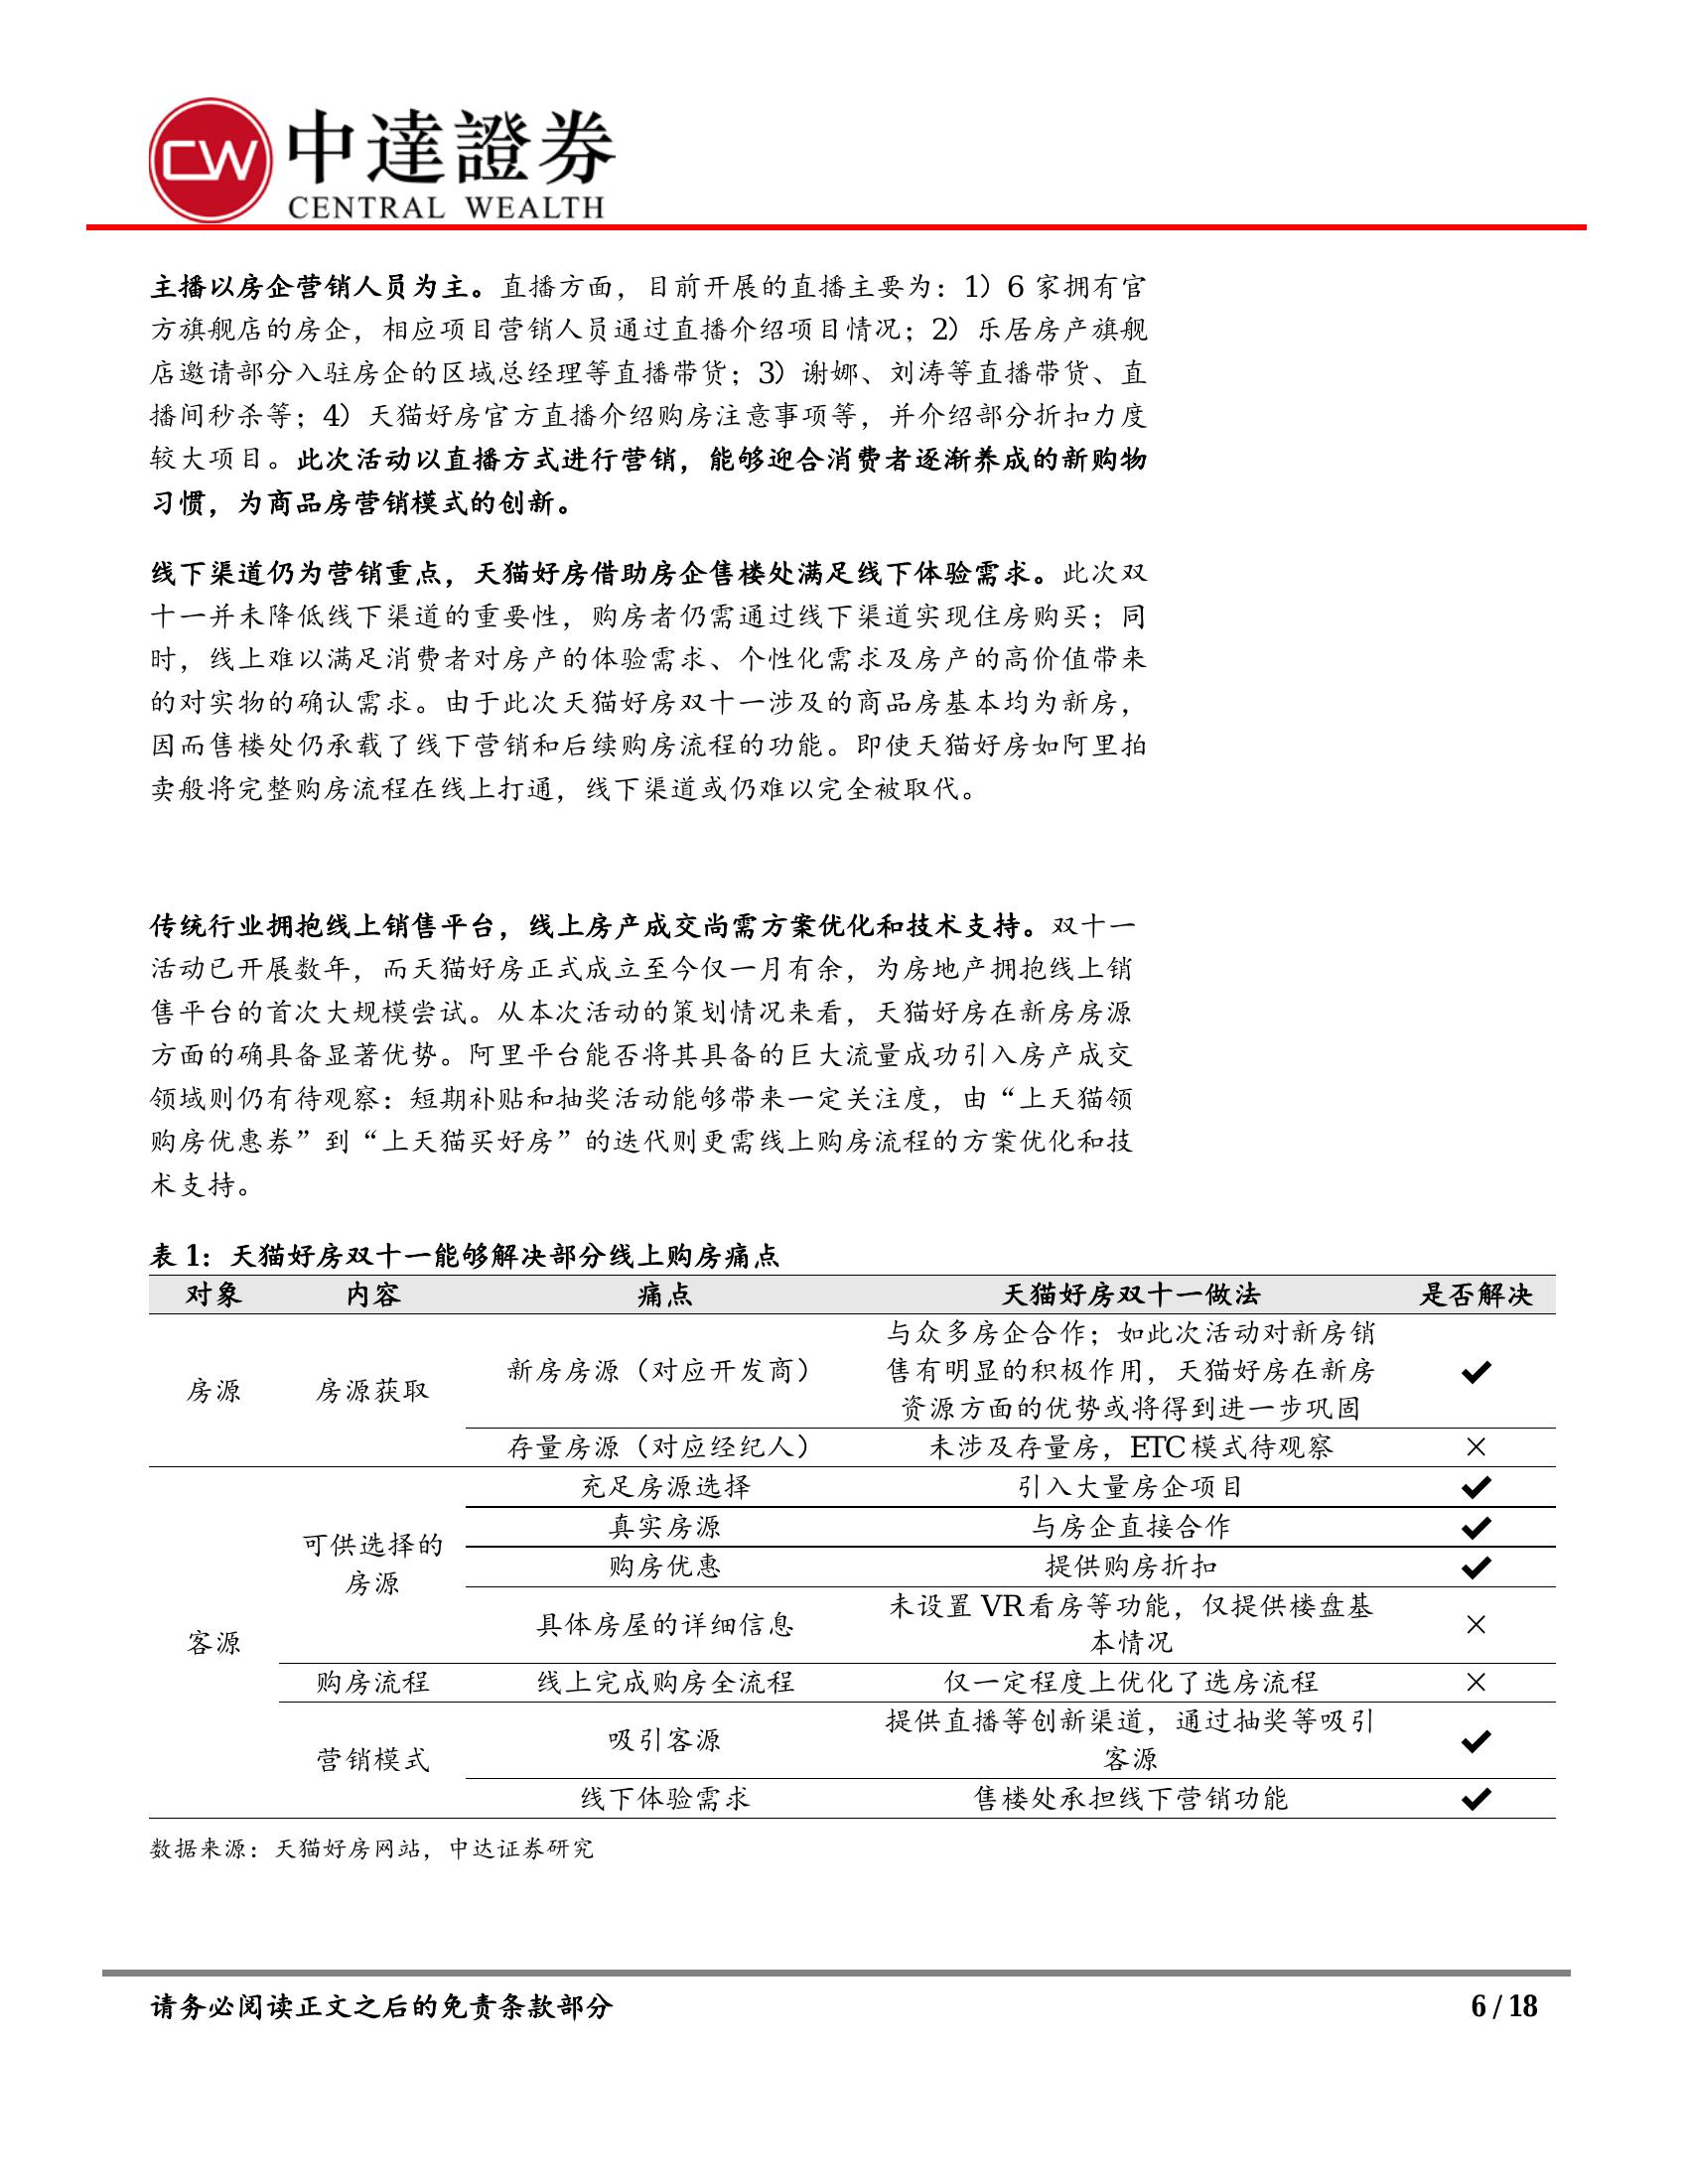 CW
中達證券
CENTRAL WEALTH
主播以房企营销人员为主。直播方面，目前开展的直播主要为：1）6 家拥有官
方旗舰店的房企，相应项目营销人员通过直播介绍项目情况；2）乐居房产旗舰
店邀请部分入驻房企的区域总经理等直播带货；3）谢娜、刘涛等直播带货、直
播间秒杀等；4）天猫好房官方直播介绍购房注意事项等，并介绍部分折扣力度
较大项目。此次活动以直播方式进行营销，能够迎合消费者逐渐养成的新购物
习惯，为商品房营销模式的创新。
线下渠道仍为营销重点，天猫好房借助房企售楼处满足线下体验需求。此次双
十一并未降低线下渠道的重要性，购房者仍需通过线下渠道实现住房购买；同
时，线上难以满足消费者对房产的体验需求、个性化需求及房产的高价值带来
的对实物的确认需求。由于此次天猫好房双十一涉及的商品房基本均为新房，
因而售楼处仍承载了线下营销和后续购房流程的功能。即使天猫好房如阿里拍
卖般将完整购房流程在线上打通，线下渠道或仍难以完全被取代。
传统行业拥抱线上销售平台，线上房产成交尚需方案优化和技术支持。双十一
活动已开展数年，而天猫好房正式成立至今仅一月有余，为房地产拥抱线上销
售平台的首次大规模尝试。从本次活动的策划情况来看，天猫好房在新房房源
方面的确具备显著优势。阿里平台能否将其具备的巨大流量成功引入房产成交
领域则仍有待观察：短期补贴和抽奖活动能够带来一定关注度，由“上天猫领
购房优惠券”到“上天猫买好房”的迭代则更需线上购房流程的方案优化和技
术支持。
表 1：天猫好房双十一能够解决部分线上购房痛点
对象 内容 痛点 天猫好房双十一做法 是否解决
房源 房源获取 新房房源（对应开发商） 与众多房企合作；如此次活动对新房销
售有明显的积极作用，天猫好房在新房
资源方面的优势或将得到进一步巩固 ✔
存量房源（对应经纪人） 未涉及存量房，ETC 模式待观察 ×
客源 可供选择的
房源 充足房源选择 引入大量房企项目 ✔
真实房源 与房企直接合作 ✔
购房优惠 提供购房折扣 ✔
具体房屋的详细信息 未设置 VR 看房等功能，仅提供楼盘基
本情况 ×
购房流程 线上完成购房全流程 仅一定程度上优化了选房流程 ×
营销模式 吸引客源 提供直播等创新渠道，通过抽奖等吸引
客源 ✔
线下体验需求 售楼处承担线下营销功能 ✔
数据来源：天猫好房网站，中达证券研究
请务必阅读正文之后的免责条款部分 6 / 18